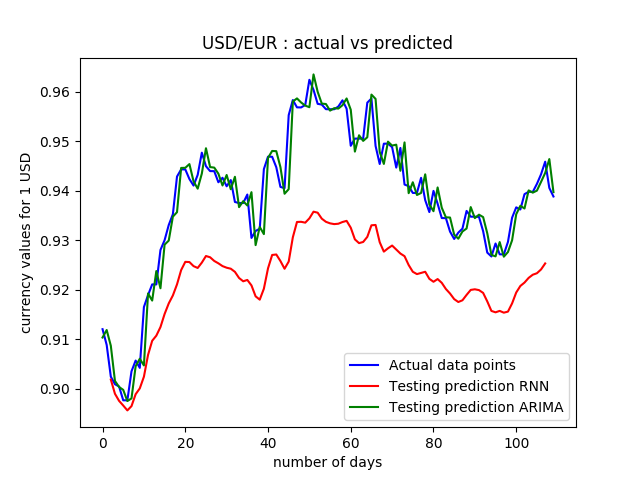 USD/EUR : actual vs predicted
currency values for 1 USD
0.96
0.95
0.94
0.93
0.92
0.91
0.90
Actual data points
Testing prediction RNN
Testing prediction ARIMA
0 20 40 60 80 100
number of days